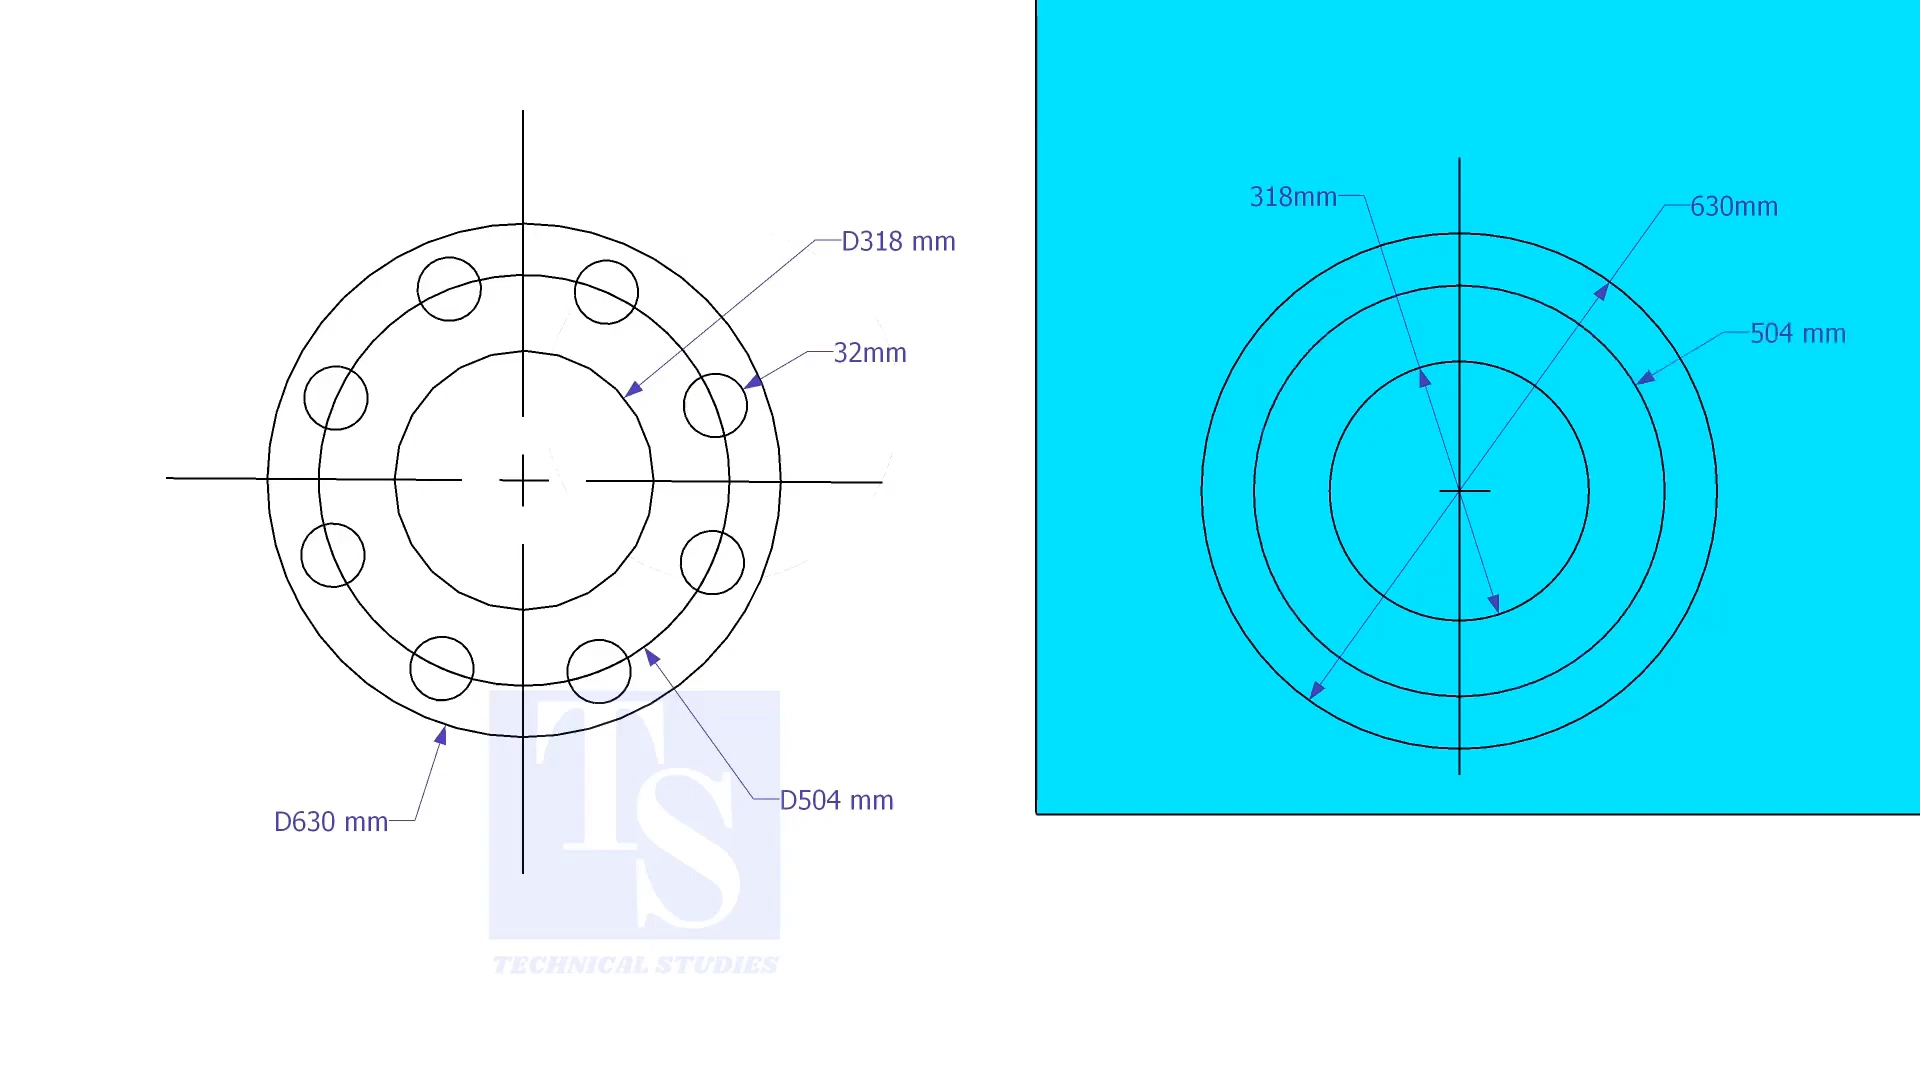 D318 mm
32mm
D504 mm
D630 mm
TS
TECHNICAL STUDIES
318mm
630mm
504 mm